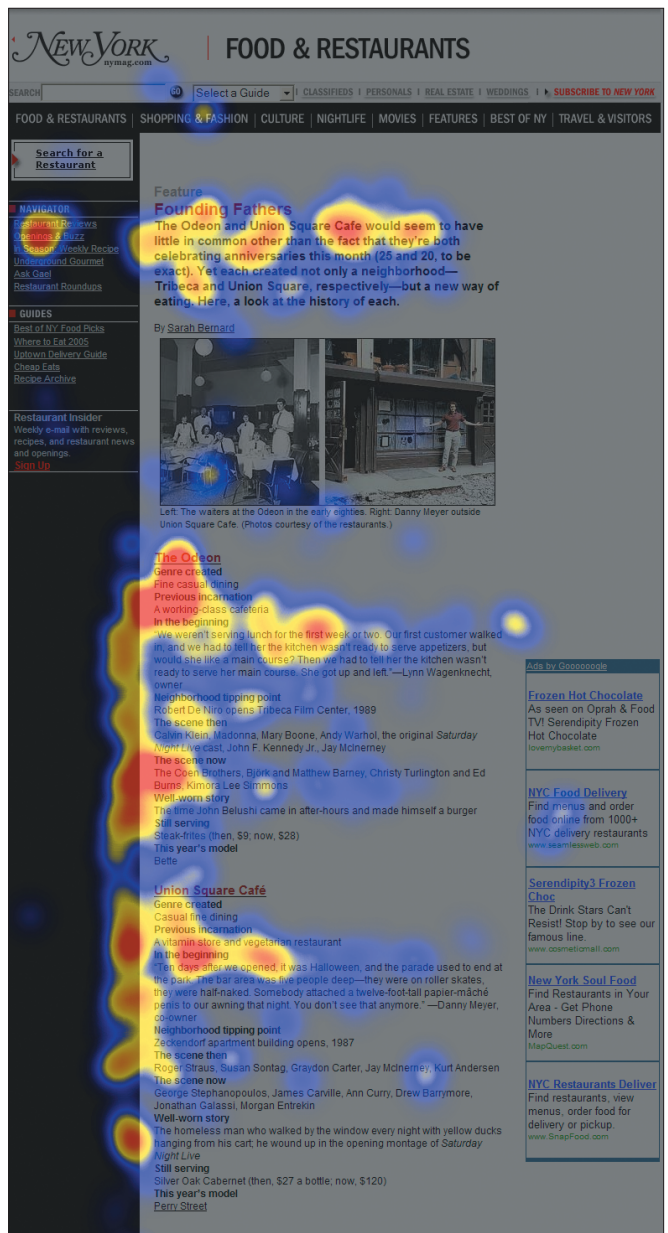 NEW YORK
nymag.com
FOOD & RESTAURANTS
SEARCH GO Select a Guide CLASSIFIEDS PERSONALS REAL ESTATE WEDDINGS SUBSCRIBE TO NEW YORK
FOOD & RESTAURANTS | SHOPPING & FASHION | CULTURE | NIGHTLIFE | MOVIES | FEATURES | BEST OF NY | TRAVEL & VISITORS
Search for a
Restaurant
NAVIGATOR
Restaurant Reviews
Openings & Buzz
In Season: Weekly Recipe
Underground Gourmet
Ask Gael
Restaurant Roundups
GUIDES
Best of NY Food Picks
Where to Eat 2005
Uptown Delivery Guide
Cheap Eats
Recipe Archive
Restaurant Insider
Weekly e-mail with reviews,
recipes, and restaurant news
and openings.
Sign Up
Feature
Founding Fathers
The Odeon and Union Square Cafe would seem to have
little in common other than the fact that they're both
celebrating anniversaries this month (25 and 20, to be
exact). Yet each created not only a neighborhood—
Tribeca and Union Square, respectively—but a new way of
eating. Here, a look at the history of each.
By Sarah Bernard
Left: The waiters at the Odeon in the early eighties. Right: Danny Meyer outside
Union Square Cafe. (Photos courtesy of the restaurants.)
The Odeon
Genre created
Fine casual dining
Previous incarnation
A working-class cafeteria
In the beginning
"We weren't serving lunch for the first week or two. Our first customer walked
in, and we had to tell her the kitchen wasn't ready to serve appetizers, but
would she like a main course? Then we had to tell her the kitchen wasn't
ready to serve her main course. She got up and left."—Lynn Wagenknecht,
owner
Neighborhood tipping point
Robert De Niro opens Tribeca Film Center, 1989
The scene then
Calvin Klein, Madonna, Mary Boone, Andy Warhol, the original Saturday
Night Live cast, John F. Kennedy Jr., Jay McInerney
The scene now
The Coen Brothers, Björk and Matthew Barney, Christy Turlington and Ed
Burns, Kimora Lee Simmons
Well-worn story
The time John Belushi came in after-hours and made himself a burger
Still serving
Steak-frites (then, $9; now, $28)
This year's model
Bette
Union Square Café
Genre created
Casual fine dining
Previous incarnation
A vitamin store and vegetarian restaurant
In the beginning
"Ten days after we opened, it was Halloween, and the parade used to end at
the park. The bar area was five people deep—they were on roller skates,
they were half-naked. Somebody attached a twelve-foot-tall papier-mâché
penis to our awning that night. You don't see that anymore." —Danny Meyer,
co-owner
Neighborhood tipping point
Zeckendorf apartment building opens, 1987
The scene then
Roger Straus, Susan Sontag, Graydon Carter, Jay McInerney, Kurt Andersen
The scene now
George Stephanopoulos, James Carville, Ann Curry, Drew Barrymore,
Jonathan Galassi, Morgan Entrekin
Well-worn story
The homeless man who walked by the window every night with yellow ducks
hanging from his cart; he wound up in the opening montage of Saturday
Night Live
Still serving
Silver Oak Cabernet (then, $27 a bottle; now, $120)
This year's model
Perry Street
Ads by Goooooogle
Frozen Hot Chocolate
As seen on Oprah & Food
TV! Serendipity Frozen
Hot Chocolate
lovemybasket.com
NYC Food Delivery
Find menus and order
food online from 1000+
NYC delivery restaurants
www.seamlessweb.com
Serendipity3 Frozen
Choc
The Drink Stars Can't
Resist! Stop by to see our
famous line.
www.cosmeticmall.com
New York Soul Food
Find Restaurants in Your
Area - Get Phone
Numbers Directions &
More
MapQuest.com
NYC Restaurants Deliver
Find restaurants, view
menus, order food for
delivery or pickup.
www.SnapFood.com